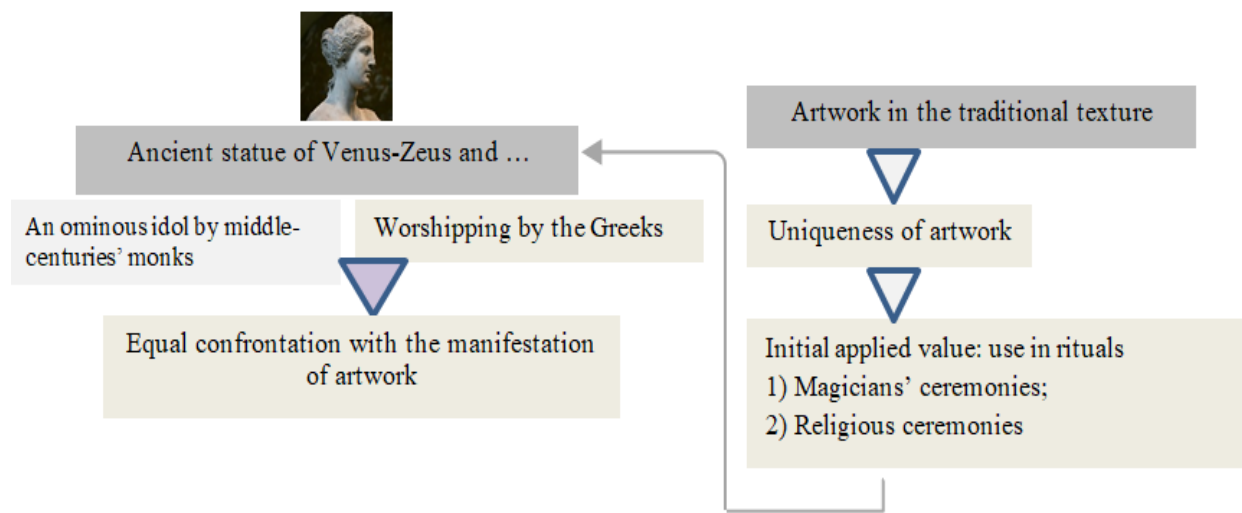 Artwork in the traditional texture
Uniqueness of artwork
Initial applied value: use in rituals
1) Magicians’ ceremonies;
2) Religious ceremonies
Ancient statue of Venus-Zeus and …
An ominous idol by middle-
centuries’ monks
Worshipping by the Greeks
Equal confrontation with the manifestation
of artwork